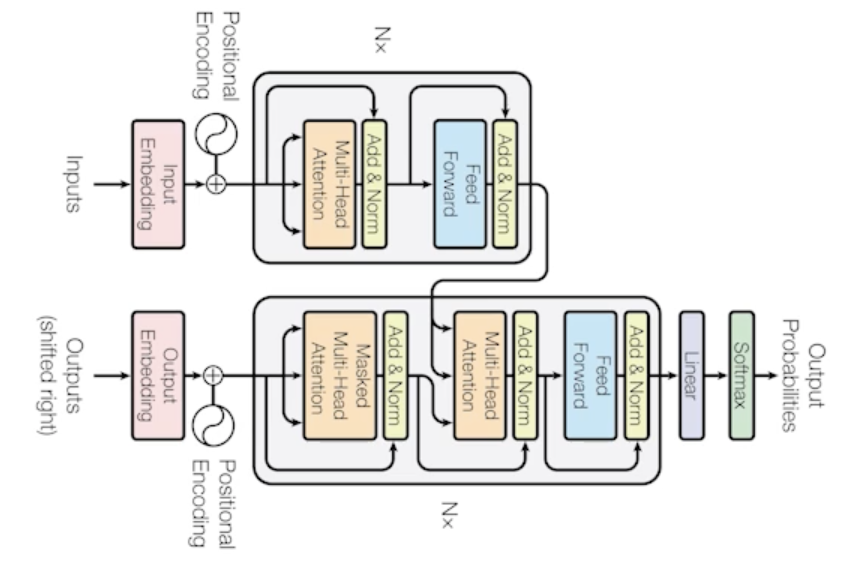 Output
Probabilities
Softmax
Linear
Add & Norm
Feed
Forward
Add & Norm
Multi-Head
Attention
Add & Norm
Masked
Multi-Head
Attention
Nx
Add & Norm
Feed
Forward
Add & Norm
Multi-Head
Attention
Nx
Positional
Encoding
Positional
Encoding
Input
Embedding
Output
Embedding
Inputs
Outputs
(shifted right)